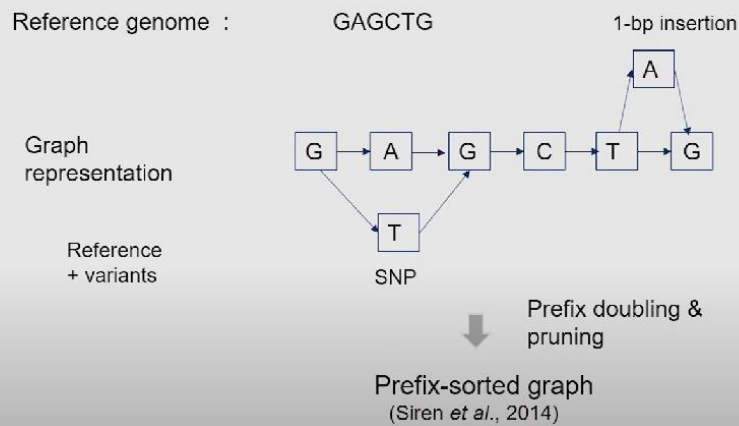 Reference genome : GAGCTG
1-bp insertion
A
Graph
representation
G A G C T G
T
Reference
+ variants
SNP
Prefix doubling &
pruning
Prefix-sorted graph
(Siren et al., 2014)